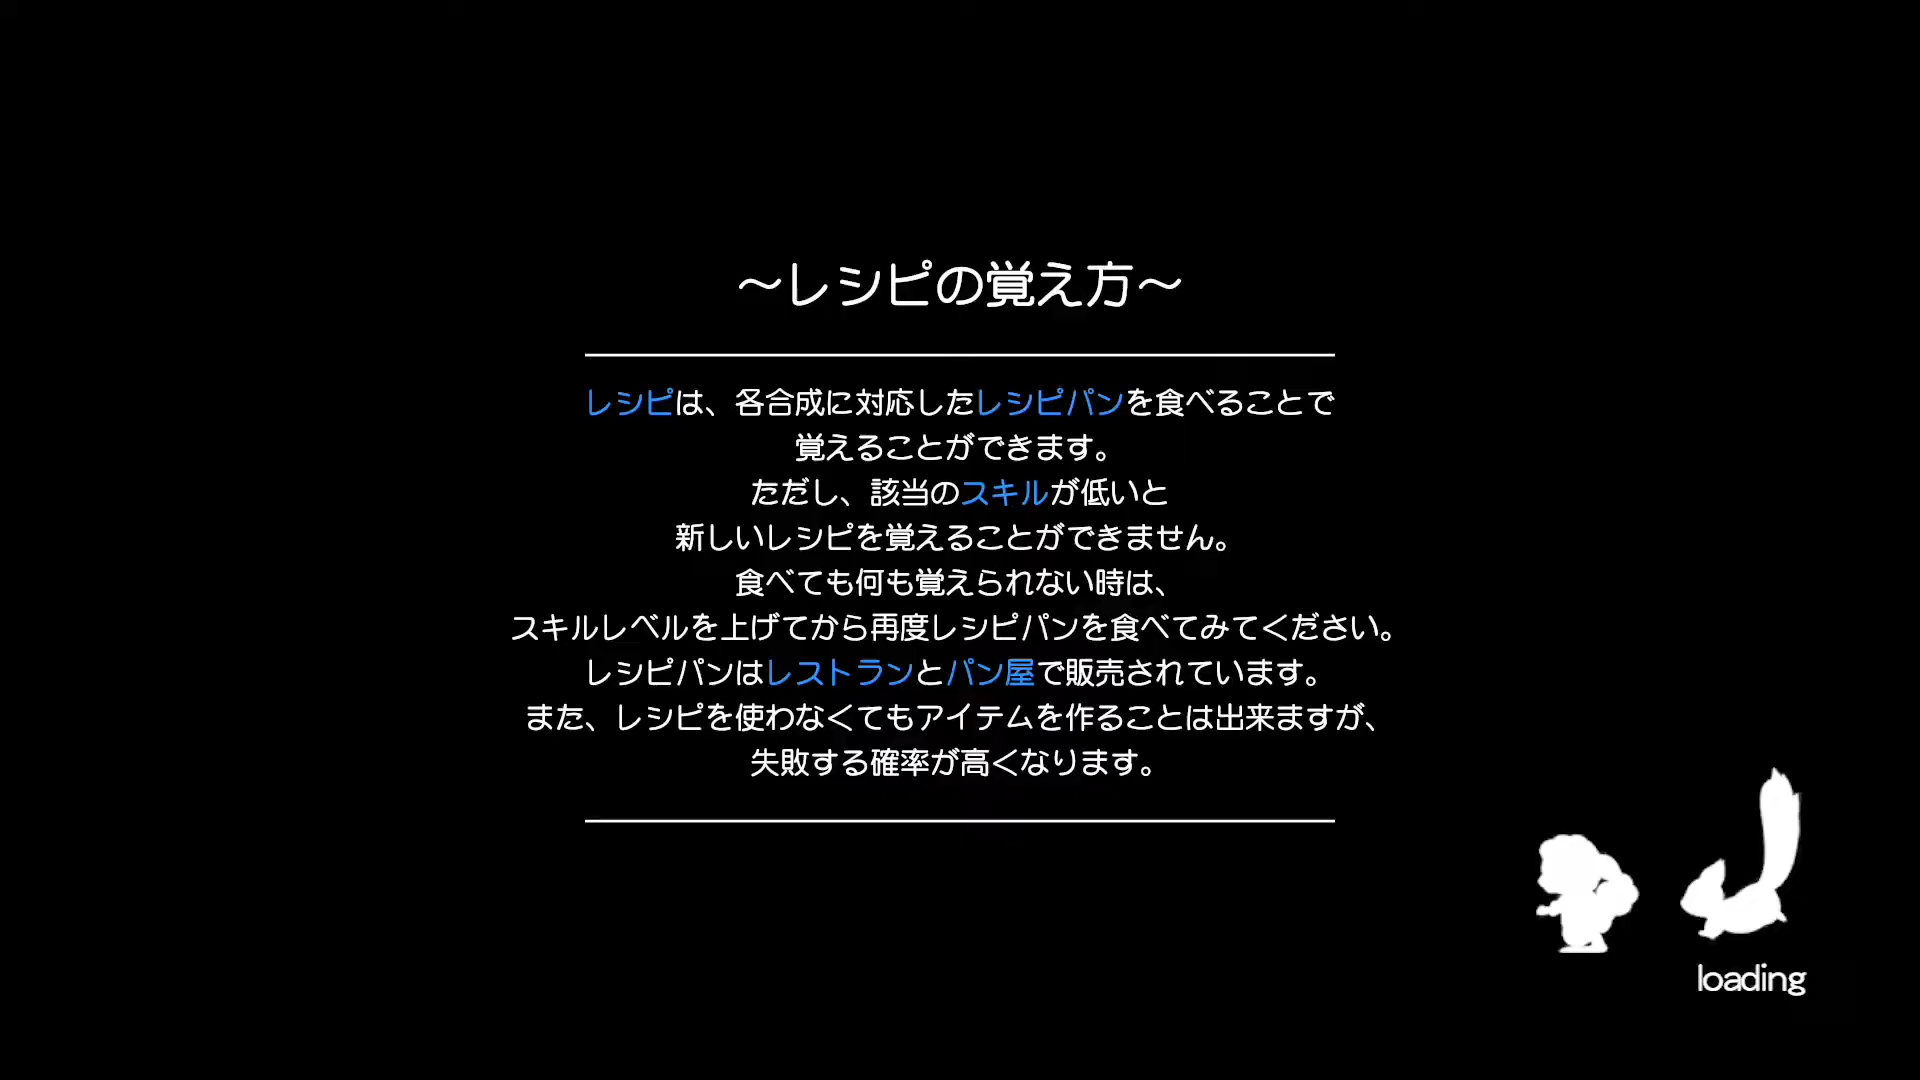 ～レシピの覚え方～
レシピは、各合成に対応したレシピパンを食べることで
覚えることができます。
ただし、該当のスキルが低いと
新しいレシピを覚えることができません。
食べても何も覚えられない時は、
スキルレベルを上げてから再度レシピパンを食べてみてください。
レシピパンはレストランとパン屋で販売されています。
また、レシピを使わなくてもアイテムを作ることは出来ますが、
失敗する確率が高くなります。
loading